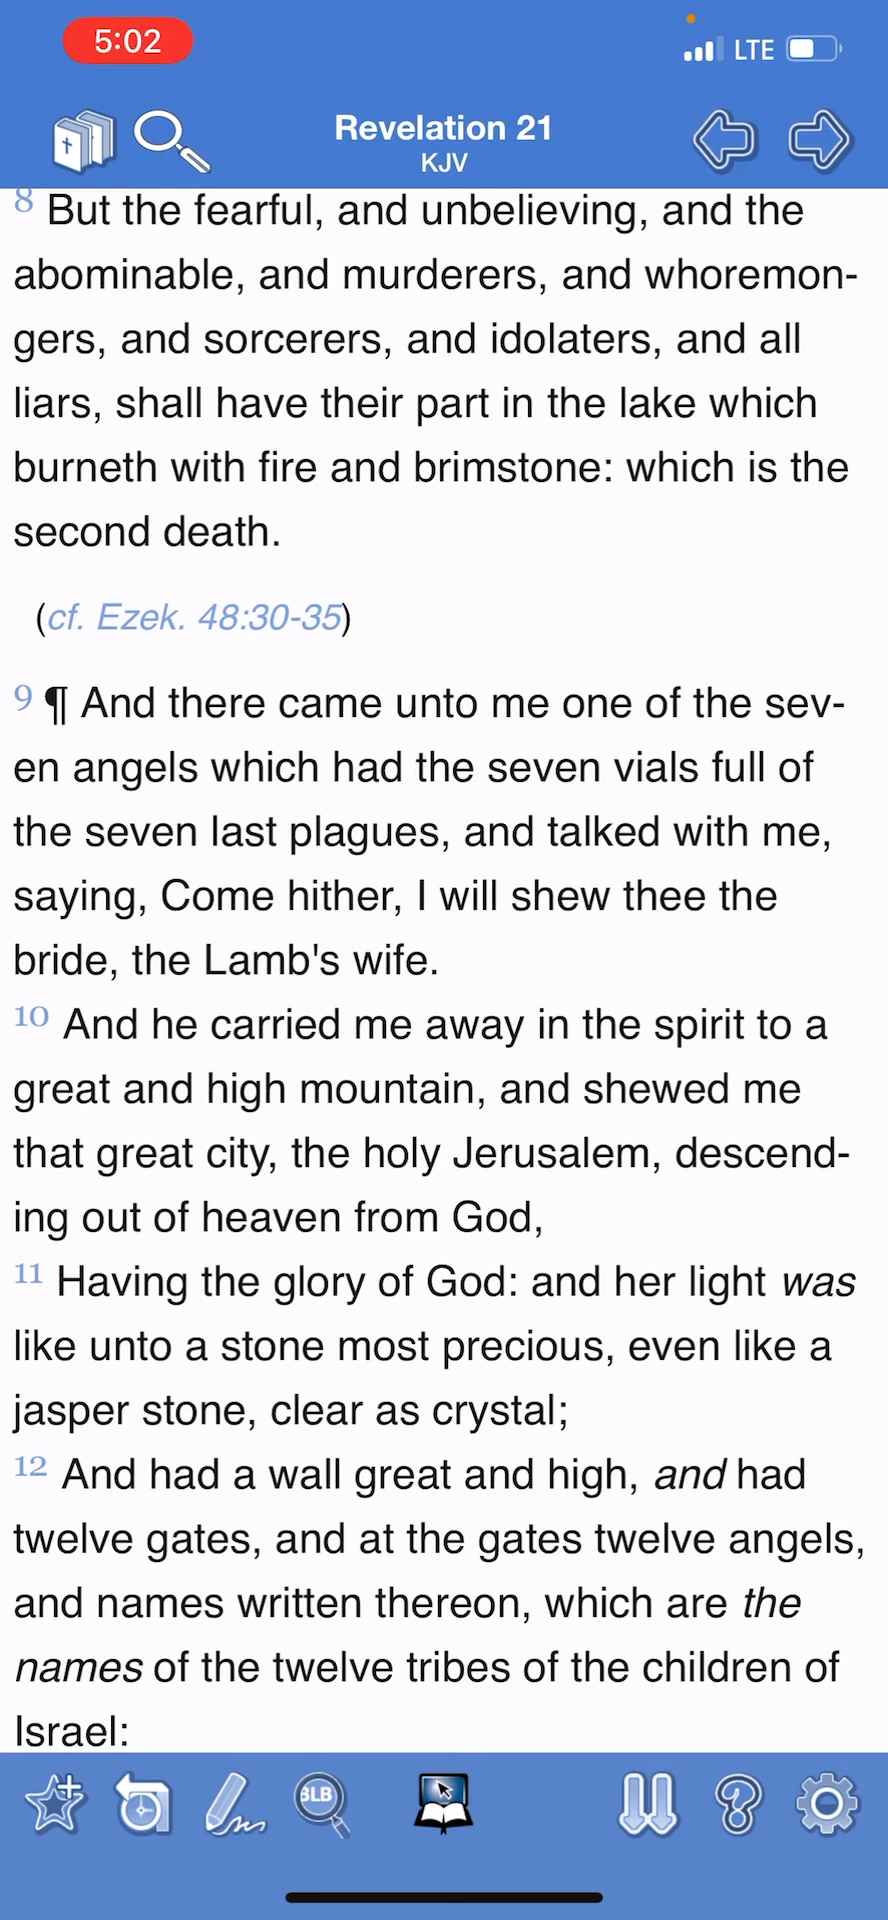 5:02
LTE
Revelation 21
KJV
8 But the fearful, and unbelieving, and the
abominable, and murderers, and whoremon-
gers, and sorcerers, and idolaters, and all
liars, shall have their part in the lake which
burneth with fire and brimstone: which is the
second death.
(cf. Ezek. 48:30-35)
9 ¶ And there came unto me one of the sev-
en angels which had the seven vials full of
the seven last plagues, and talked with me,
saying, Come hither, I will shew thee the
bride, the Lamb's wife.
10 And he carried me away in the spirit to a
great and high mountain, and shewed me
that great city, the holy Jerusalem, descend-
ing out of heaven from God,
11 Having the glory of God: and her light was
like unto a stone most precious, even like a
jasper stone, clear as crystal;
12 And had a wall great and high, and had
twelve gates, and at the gates twelve angels,
and names written thereon, which are the
names of the twelve tribes of the children of
Israel:
BLB